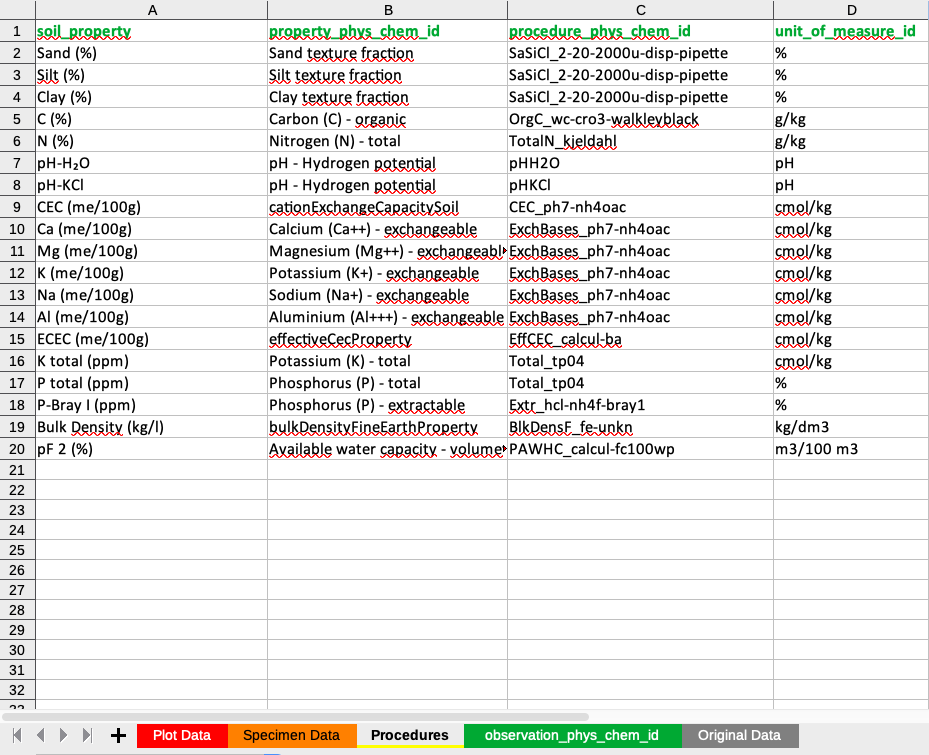 A B C D
1 soil_property property_phys_chem_id procedure_phys_chem_id unit_of_measure_id
2 Sand (%) Sand texture fraction SaSiCl_2-20-2000u-disp-pipette %
3 Silt (%) Silt texture fraction SaSiCl_2-20-2000u-disp-pipette %
4 Clay (%) Clay texture fraction SaSiCl_2-20-2000u-disp-pipette %
5 C (%) Carbon (C) - organic OrgC_wc-cro3-walkleyblack g/kg
6 N (%) Nitrogen (N) - total TotalN_kjeldahl g/kg
7 pH-H₂O pH - Hydrogen potential pHH2O pH
8 pH-KCl pH - Hydrogen potential pHKCl pH
9 CEC (me/100g) cationExchangeCapacitySoil CEC_ph7-nh4oac cmol/kg
10 Ca (me/100g) Calcium (Ca++) - exchangeable ExchBases_ph7-nh4oac cmol/kg
11 Mg (me/100g) Magnesium (Mg++) - exchangeabl ExchBases_ph7-nh4oac cmol/kg
12 K (me/100g) Potassium (K+) - exchangeable ExchBases_ph7-nh4oac cmol/kg
13 Na (me/100g) Sodium (Na+) - exchangeable ExchBases_ph7-nh4oac cmol/kg
14 Al (me/100g) Aluminium (Al+++) - exchangeable ExchBases_ph7-nh4oac cmol/kg
15 ECEC (me/100g) effectiveCecProperty EffCEC_calcul-ba cmol/kg
16 K total (ppm) Potassium (K) - total Total_tp04 cmol/kg
17 P total (ppm) Phosphorus (P) - total Total_tp04 %
18 P-Bray I (ppm) Phosphorus (P) - extractable Extr_hcl-nh4f-bray1 %
19 Bulk Density (kg/l) bulkDensityFineEarthProperty BlkDensF_fe-unkn kg/dm3
20 pF 2 (%) Available water capacity - volume PAWHC_calcul-fc100wp m3/100 m3
21
22
23
24
25
26
27
28
29
30
31
32
33
Plot Data Specimen Data Procedures observation_phys_chem_id Original Data